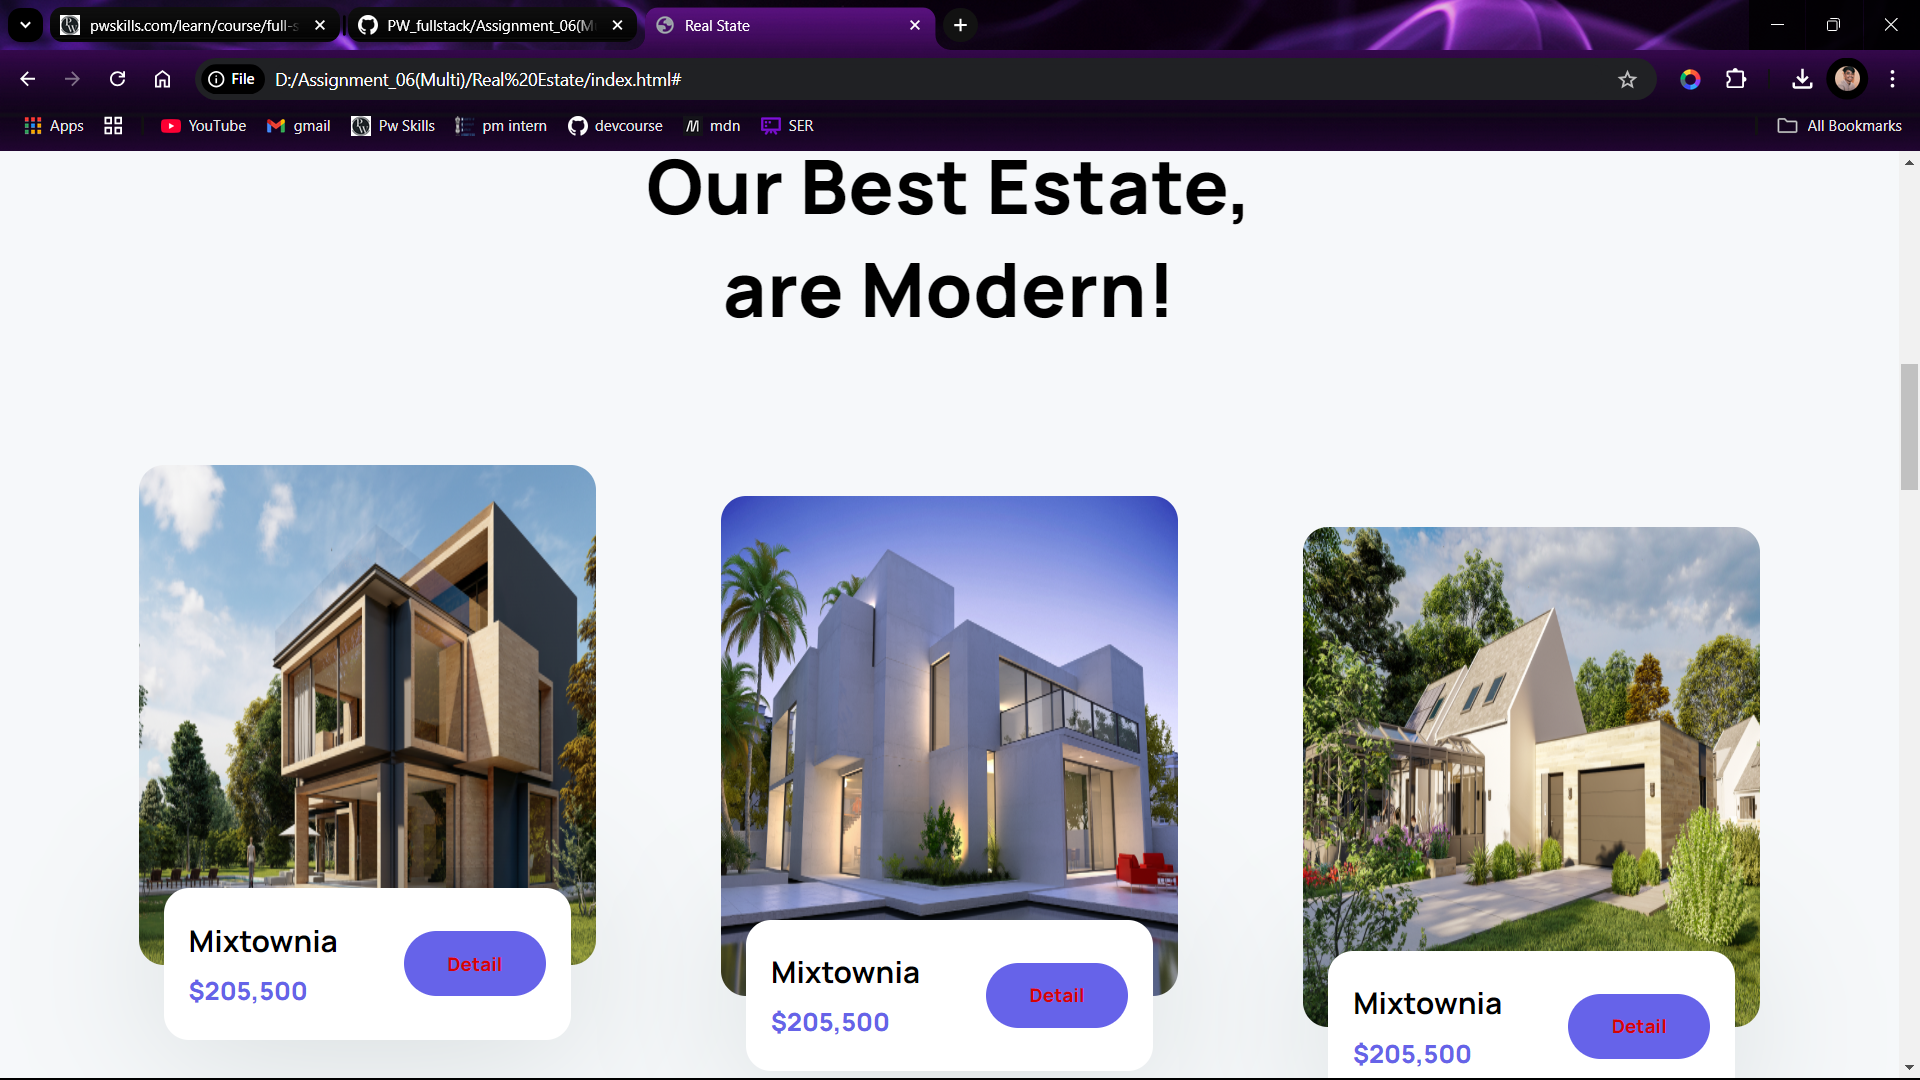 pwskills.com/learn/course/full-s
PW_fullstack/Assignment_06(M
Real State
File
D:/Assignment_06(Multi)/Real%20Estate/index.html#
Apps
YouTube
gmail
Pw Skills
pm intern
devcourse
mdn
SER
All Bookmarks
Our Best Estate,
are Modern!
Mixtownia
$205,500
Detail
Mixtownia
$205,500
Detail
Mixtownia
$205,500
Detail